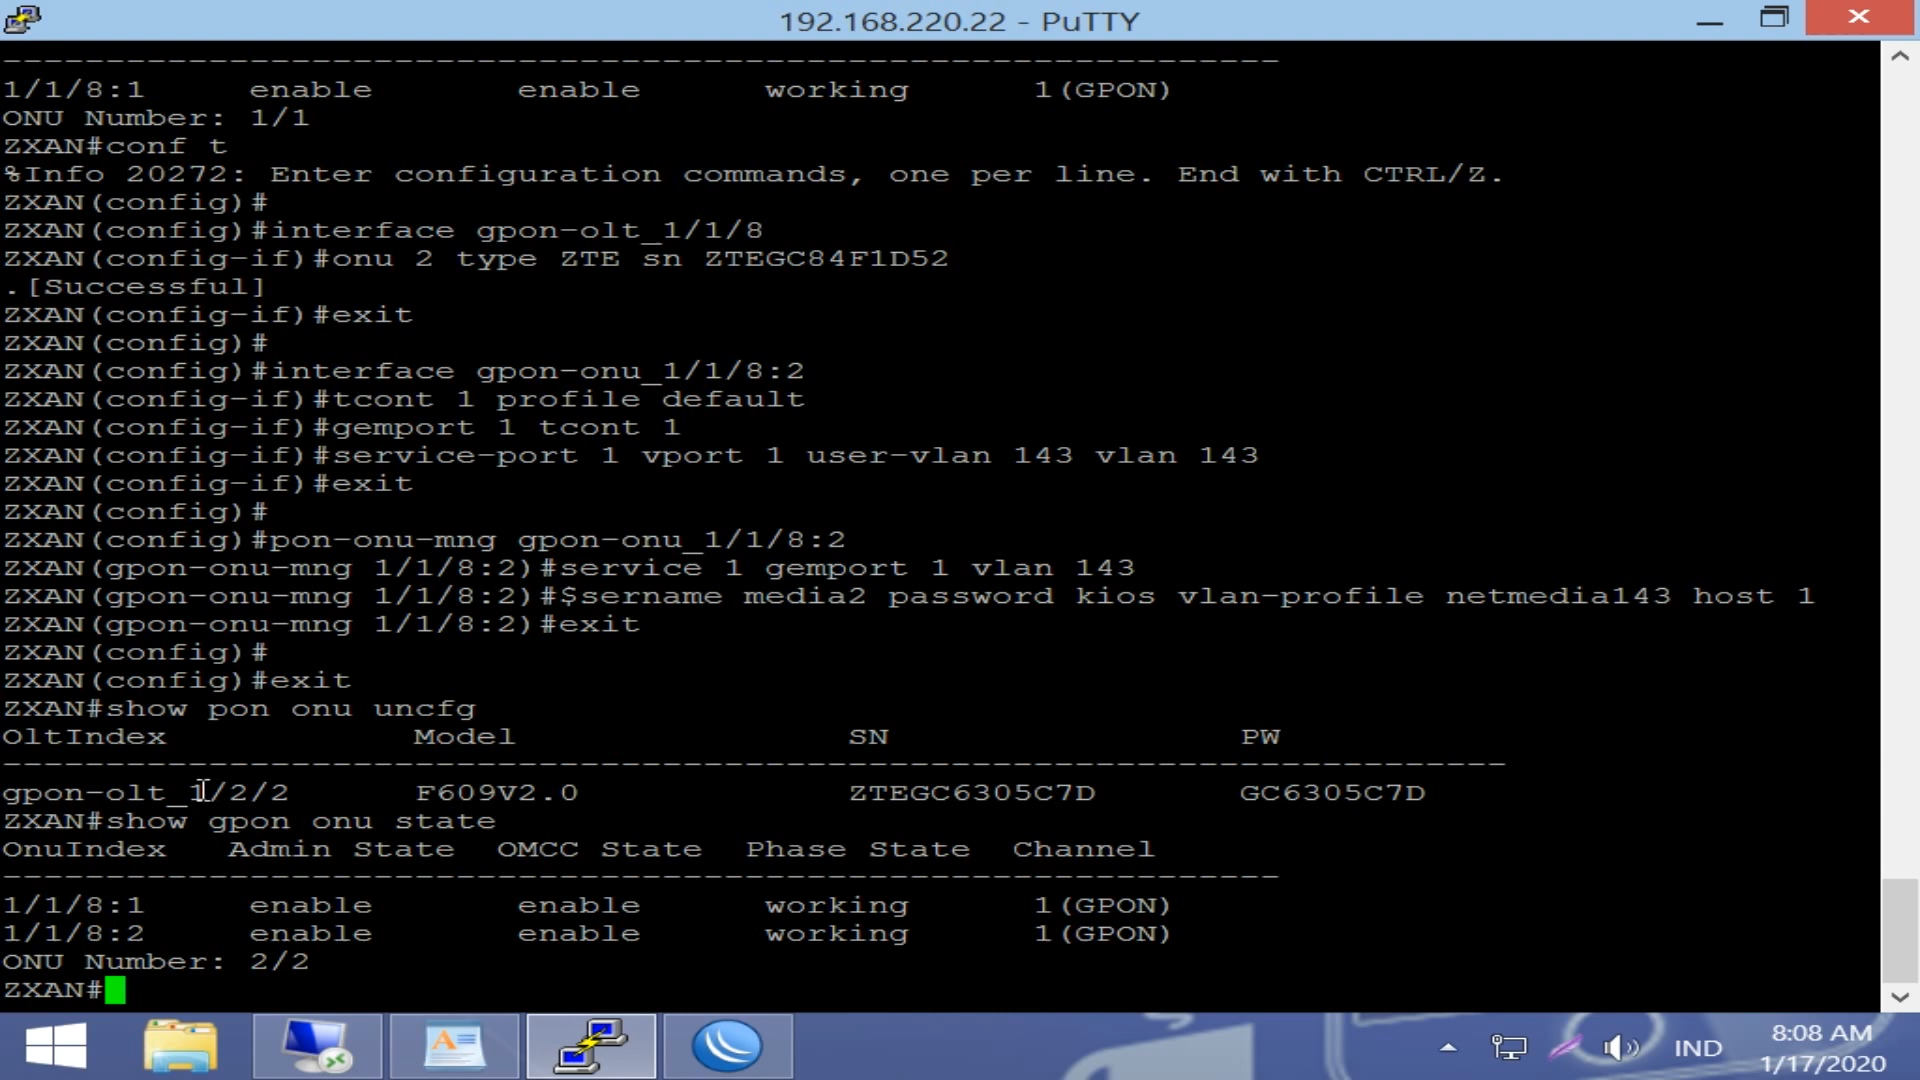 192.168.220.22 - PuTTY
1/1/8:1 enable enable working 1(GPON)
ONU Number: 1/1
ZXAN#conf t
%Info 20272: Enter configuration commands, one per line. End with CTRL/Z.
ZXAN(config)#
ZXAN(config)#interface gpon-olt_1/1/8
ZXAN(config-if)#onu 2 type ZTE sn ZTEGC84F1D52
.[Successful]
ZXAN(config-if)#exit
ZXAN(config)#
ZXAN(config)#interface gpon-onu_1/1/8:2
ZXAN(config-if)#tcont 1 profile default
ZXAN(config-if)#gemport 1 tcont 1
ZXAN(config-if)#service-port 1 vport 1 user-vlan 143 vlan 143
ZXAN(config-if)#exit
ZXAN(config)#
ZXAN(config)#pon-onu-mng gpon-onu_1/1/8:2
ZXAN(gpon-onu-mng 1/1/8:2)#service 1 gemport 1 vlan 143
ZXAN(gpon-onu-mng 1/1/8:2)#$sername media2 password kios vlan-profile netmedia143 host 1
ZXAN(gpon-onu-mng 1/1/8:2)#exit
ZXAN(config)#
ZXAN(config)#exit
ZXAN#show pon onu uncfg
OltIndex Model SN PW
gpon-olt_1/2/2 F609V2.0 ZTEGC6305C7D GC6305C7D
ZXAN#show gpon onu state
OnuIndex Admin State OMCC State Phase State Channel
1/1/8:1 enable enable working 1(GPON)
1/1/8:2 enable enable working 1(GPON)
ONU Number: 2/2
ZXAN#
IND
8:08 AM
1/17/2020